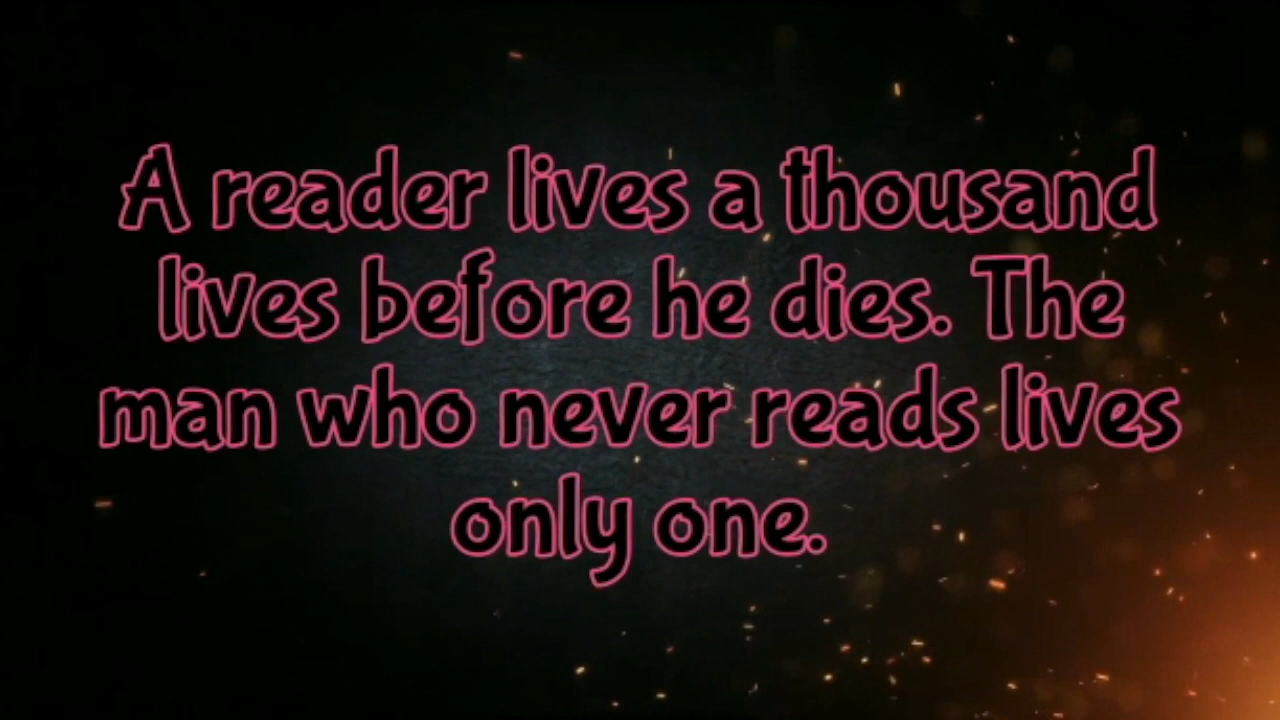 A reader lives a thousand
lives before he dies. The
man who never reads lives
only one.